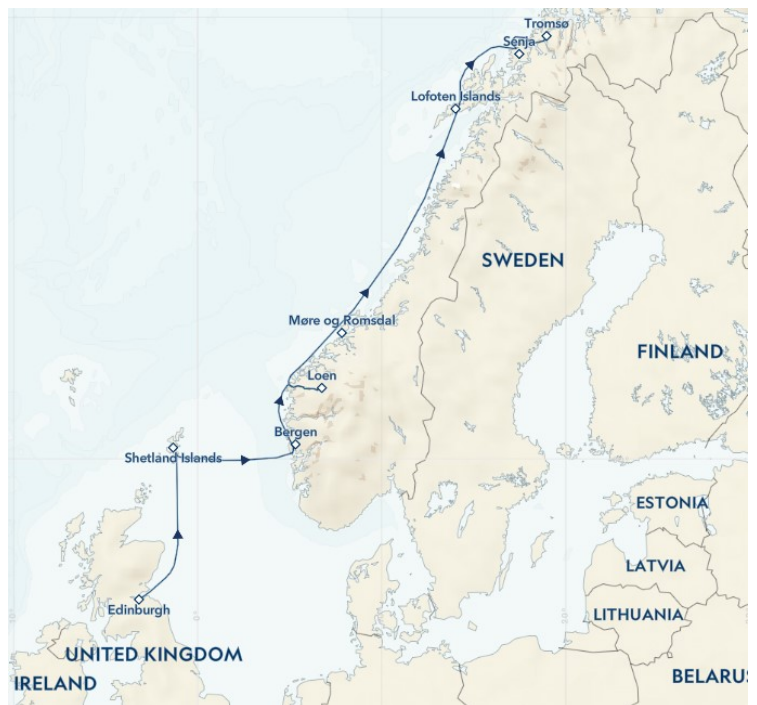 Tromsø
Senja
Lofoten Islands
SWEDEN
Møre og Romsdal
FINLAND
Loen
Bergen
Shetland Islands
ESTONIA
LATVIA
Edinburgh
LITHUANIA
UNITED KINGDOM
IRELAND
BELARUS